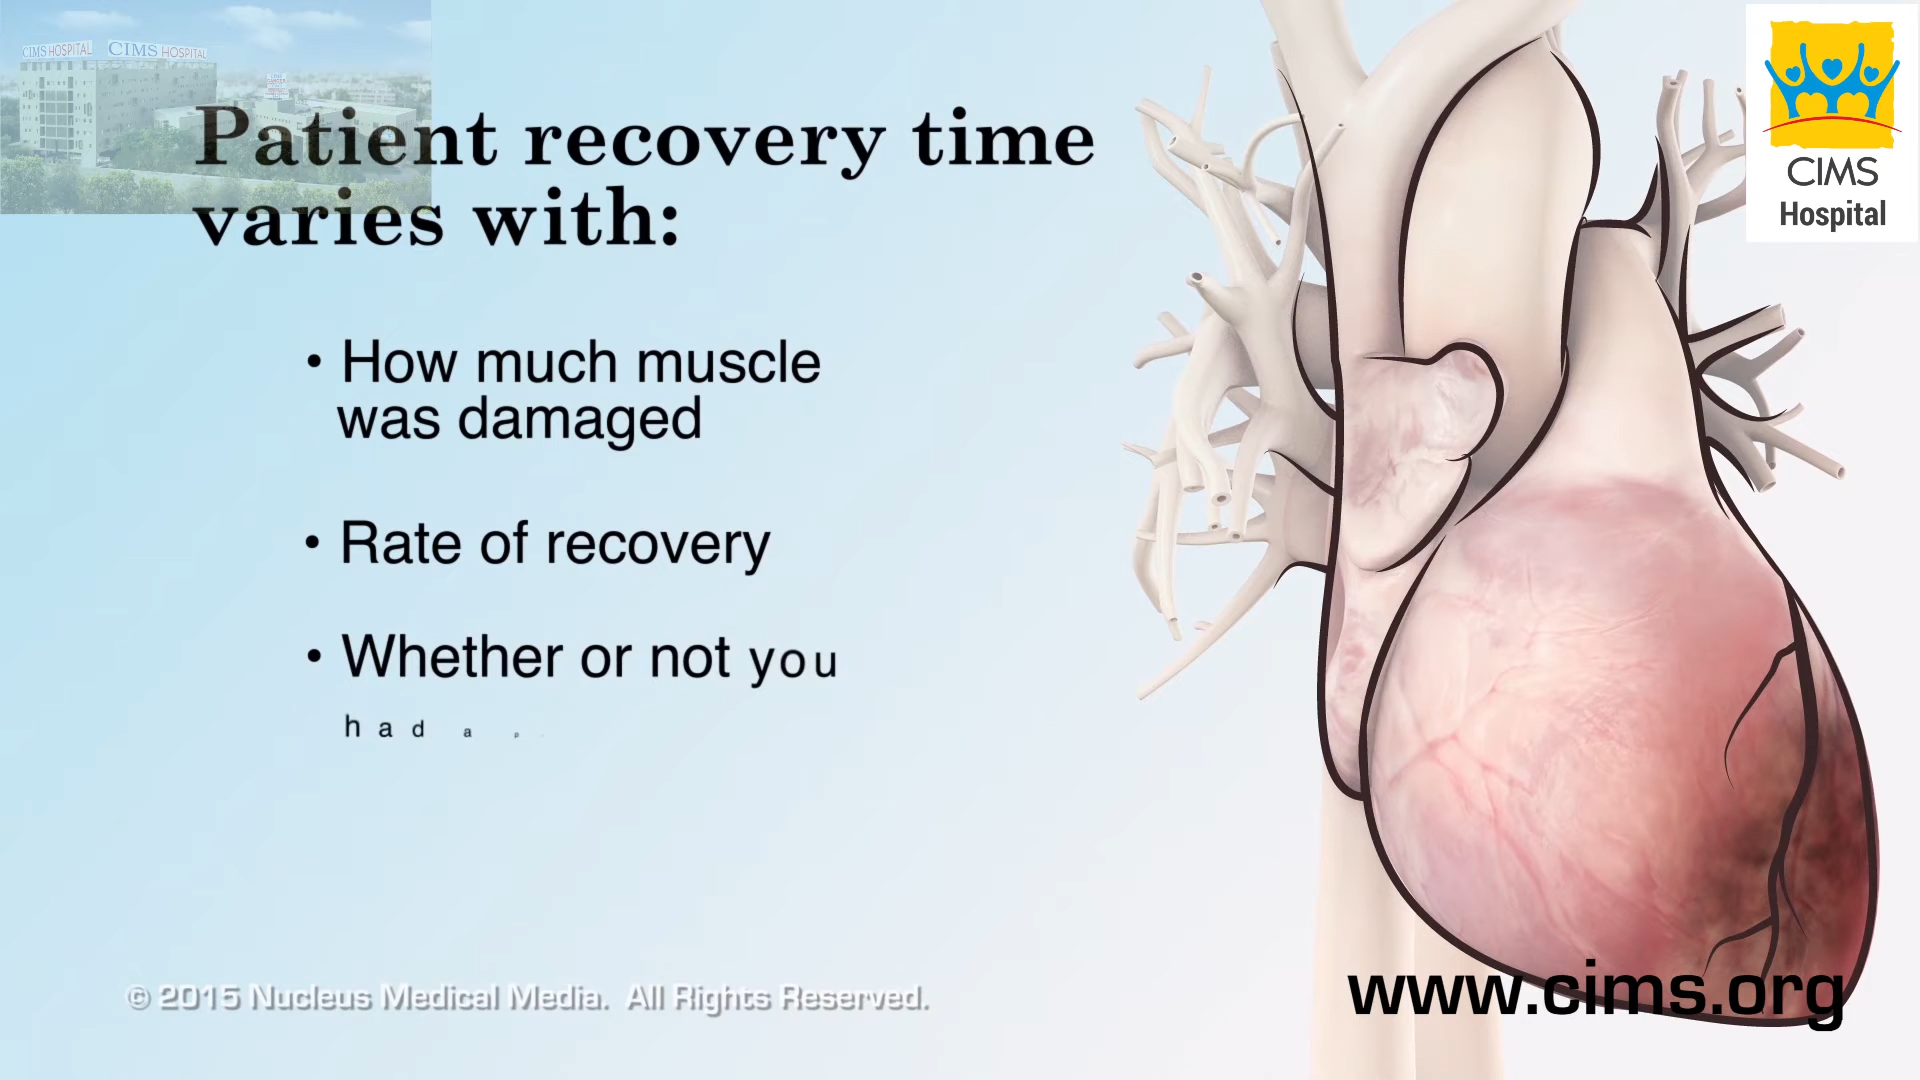 CIMS HOSPITAL CIMS HOSPITAL
Patient recovery time
varies with:
• How much muscle
was damaged
• Rate of recovery
• Whether or not you
had a p
© 2015 Nucleus Medical Media. All Rights Reserved.
CIMS
Hospital
www.cims.org